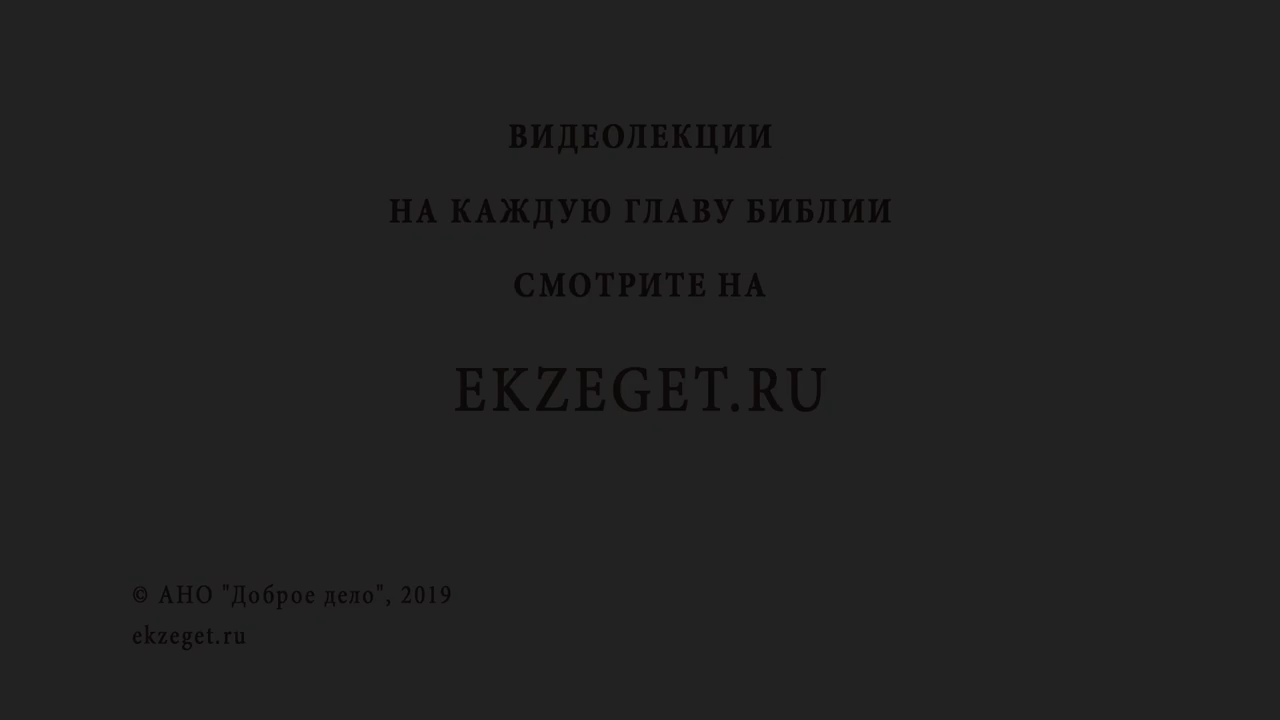 ВИДЕОЛЕКЦИИ
НА КАЖДУЮ ГЛАВУ БИБЛИИ
СМОТРИТЕ НА
EKZEGET.RU
© АНО "Доброе дело", 2019
ekzeget.ru